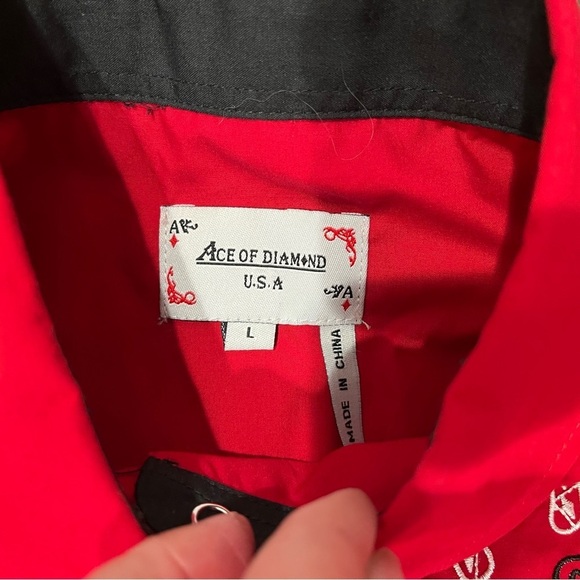 A
ACE OF DIAMOND
U.S.A
A
L
MADE IN CHINA